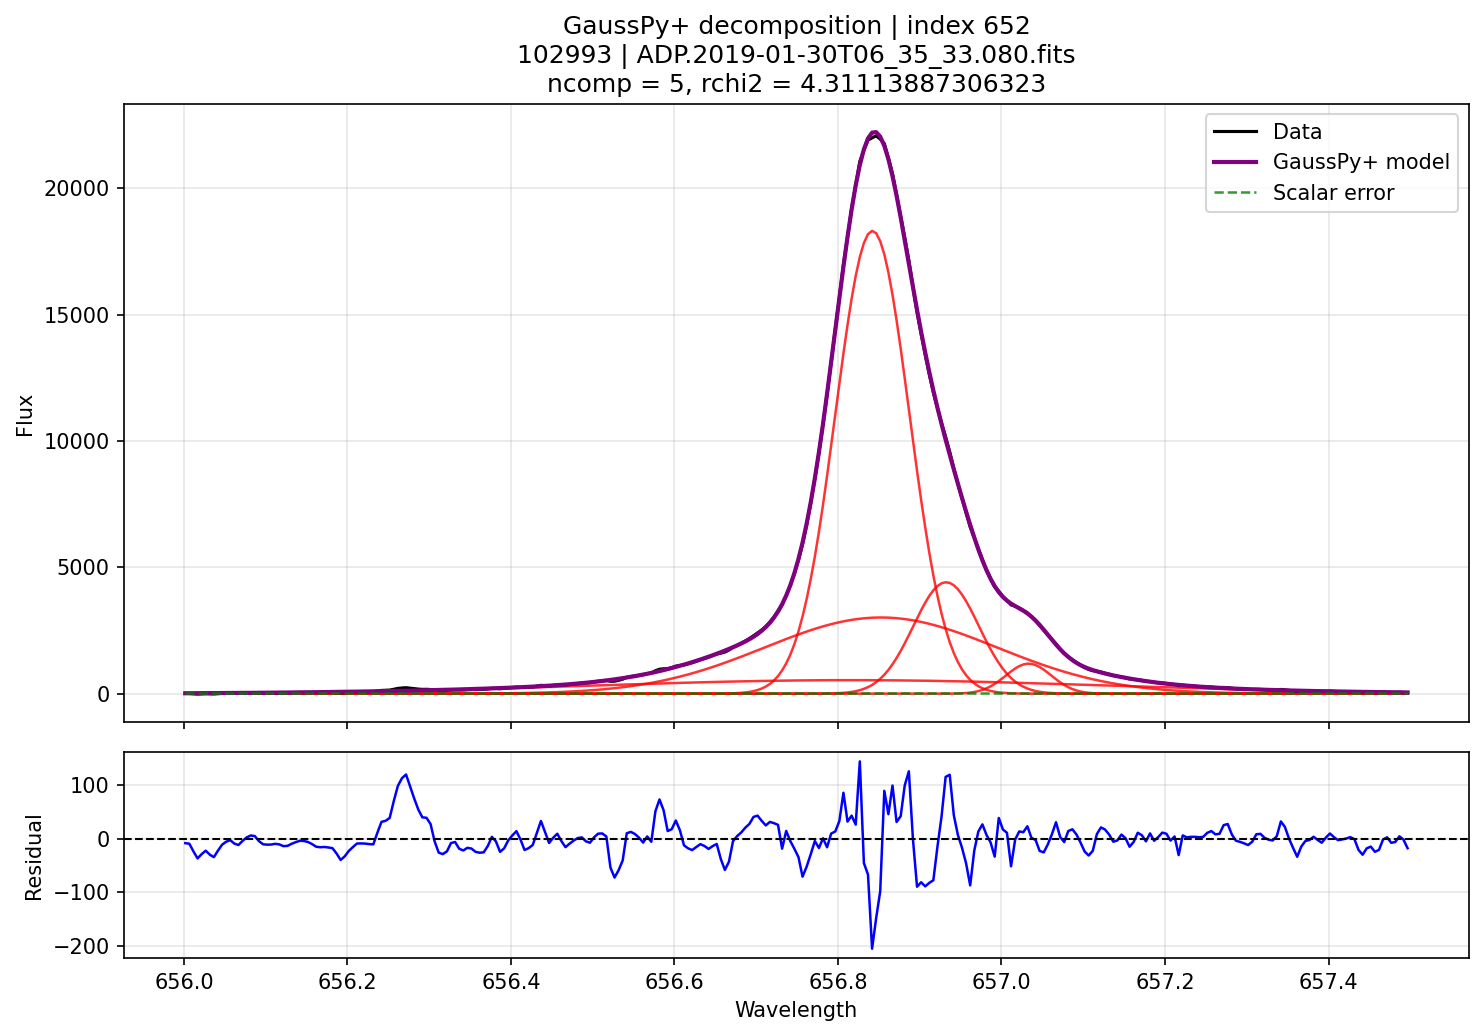 GaussPy+ decomposition | index 652
102993 | ADP.2019-01-30T06_35_33.080.fits
ncomp = 5, rchi2 = 4.31113887306323
Data
GaussPy+ model
Scalar error
20000
15000
10000
5000
0
Flux
100
0
−100
−200
Residual
656.0
656.2
656.4
656.6
656.8
657.0
657.2
657.4
Wavelength